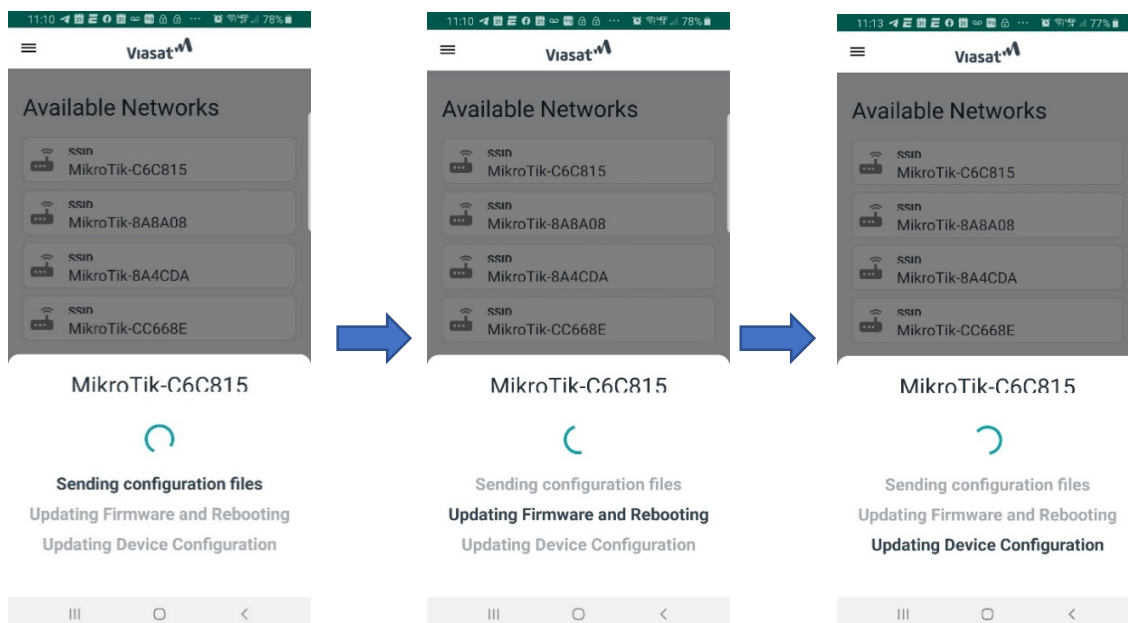 11:10
78%
Viasat
Available Networks
SSID
MikroTik-C6C815
SSID
MikroTik-8A8A08
SSID
MikroTik-8A4CDA
SSID
MikroTik-CC668E
MikroTik-C6C815
Sending configuration files
Updating Firmware and Rebooting
Updating Device Configuration
11:10
78%
Viasat
Available Networks
SSID
MikroTik-C6C815
SSID
MikroTik-8A8A08
SSID
MikroTik-8A4CDA
SSID
MikroTik-CC668E
MikroTik-C6C815
Sending configuration files
Updating Firmware and Rebooting
Updating Device Configuration
11:13
77%
Viasat
Available Networks
SSID
MikroTik-C6C815
SSID
MikroTik-8A8A08
SSID
MikroTik-8A4CDA
SSID
MikroTik-CC668E
MikroTik-C6C815
Sending configuration files
Updating Firmware and Rebooting
Updating Device Configuration